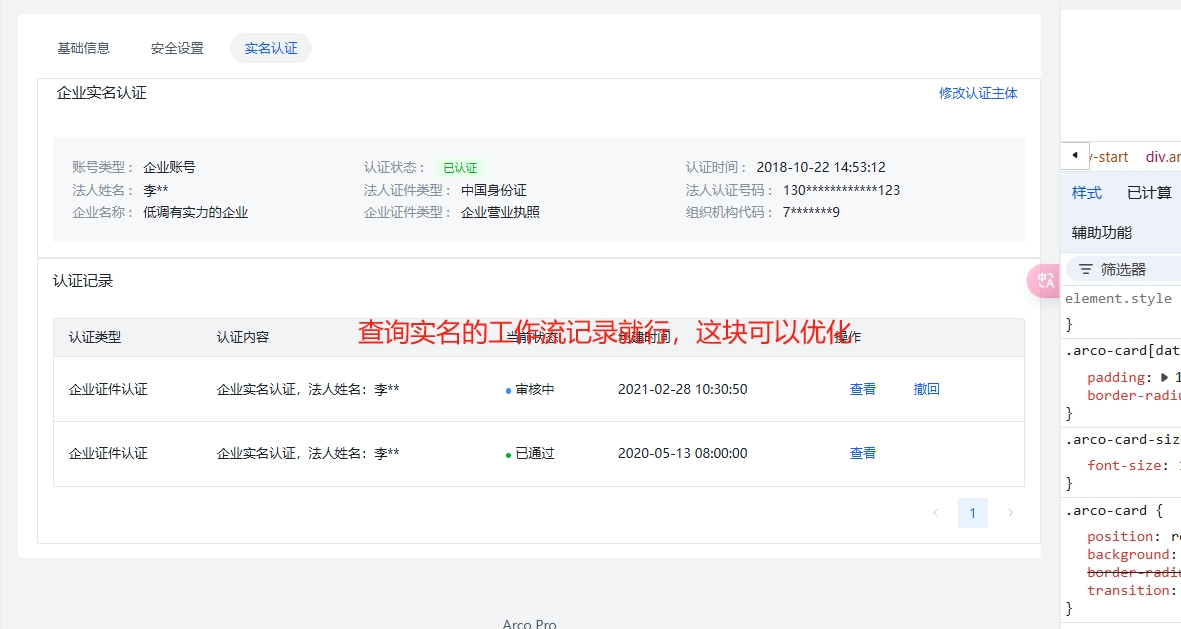 基础信息 安全设置 实名认证
企业实名认证 修改认证主体
账号类型： 企业账号 认证状态： 已认证 认证时间： 2018-10-22 14:53:12
法人姓名： 李** 法人证件类型： 中国身份证 法人认证号码： 130************123
企业名称： 低调有实力的企业 企业证件类型： 企业营业执照 组织机构代码： 7*******9
认证记录
查询实名的工作流记录就行，这块可以优化
认证类型 认证内容 当前状态 创建时间 操作
企业证件认证 企业实名认证，法人姓名：李** 审核中 2021-02-28 10:30:50 查看 撤回
企业证件认证 企业实名认证，法人姓名：李** 已通过 2020-05-13 08:00:00 查看
1
Arco Pro
-start div.ar
样式 已计算
辅助功能
筛选器
element.style
}
.arco-card[dat
padding: 1
border-radiu
}
.arco-card-siz
font-size:
}
.arco-card {
position: re
background:
border-radiu
transition:
}